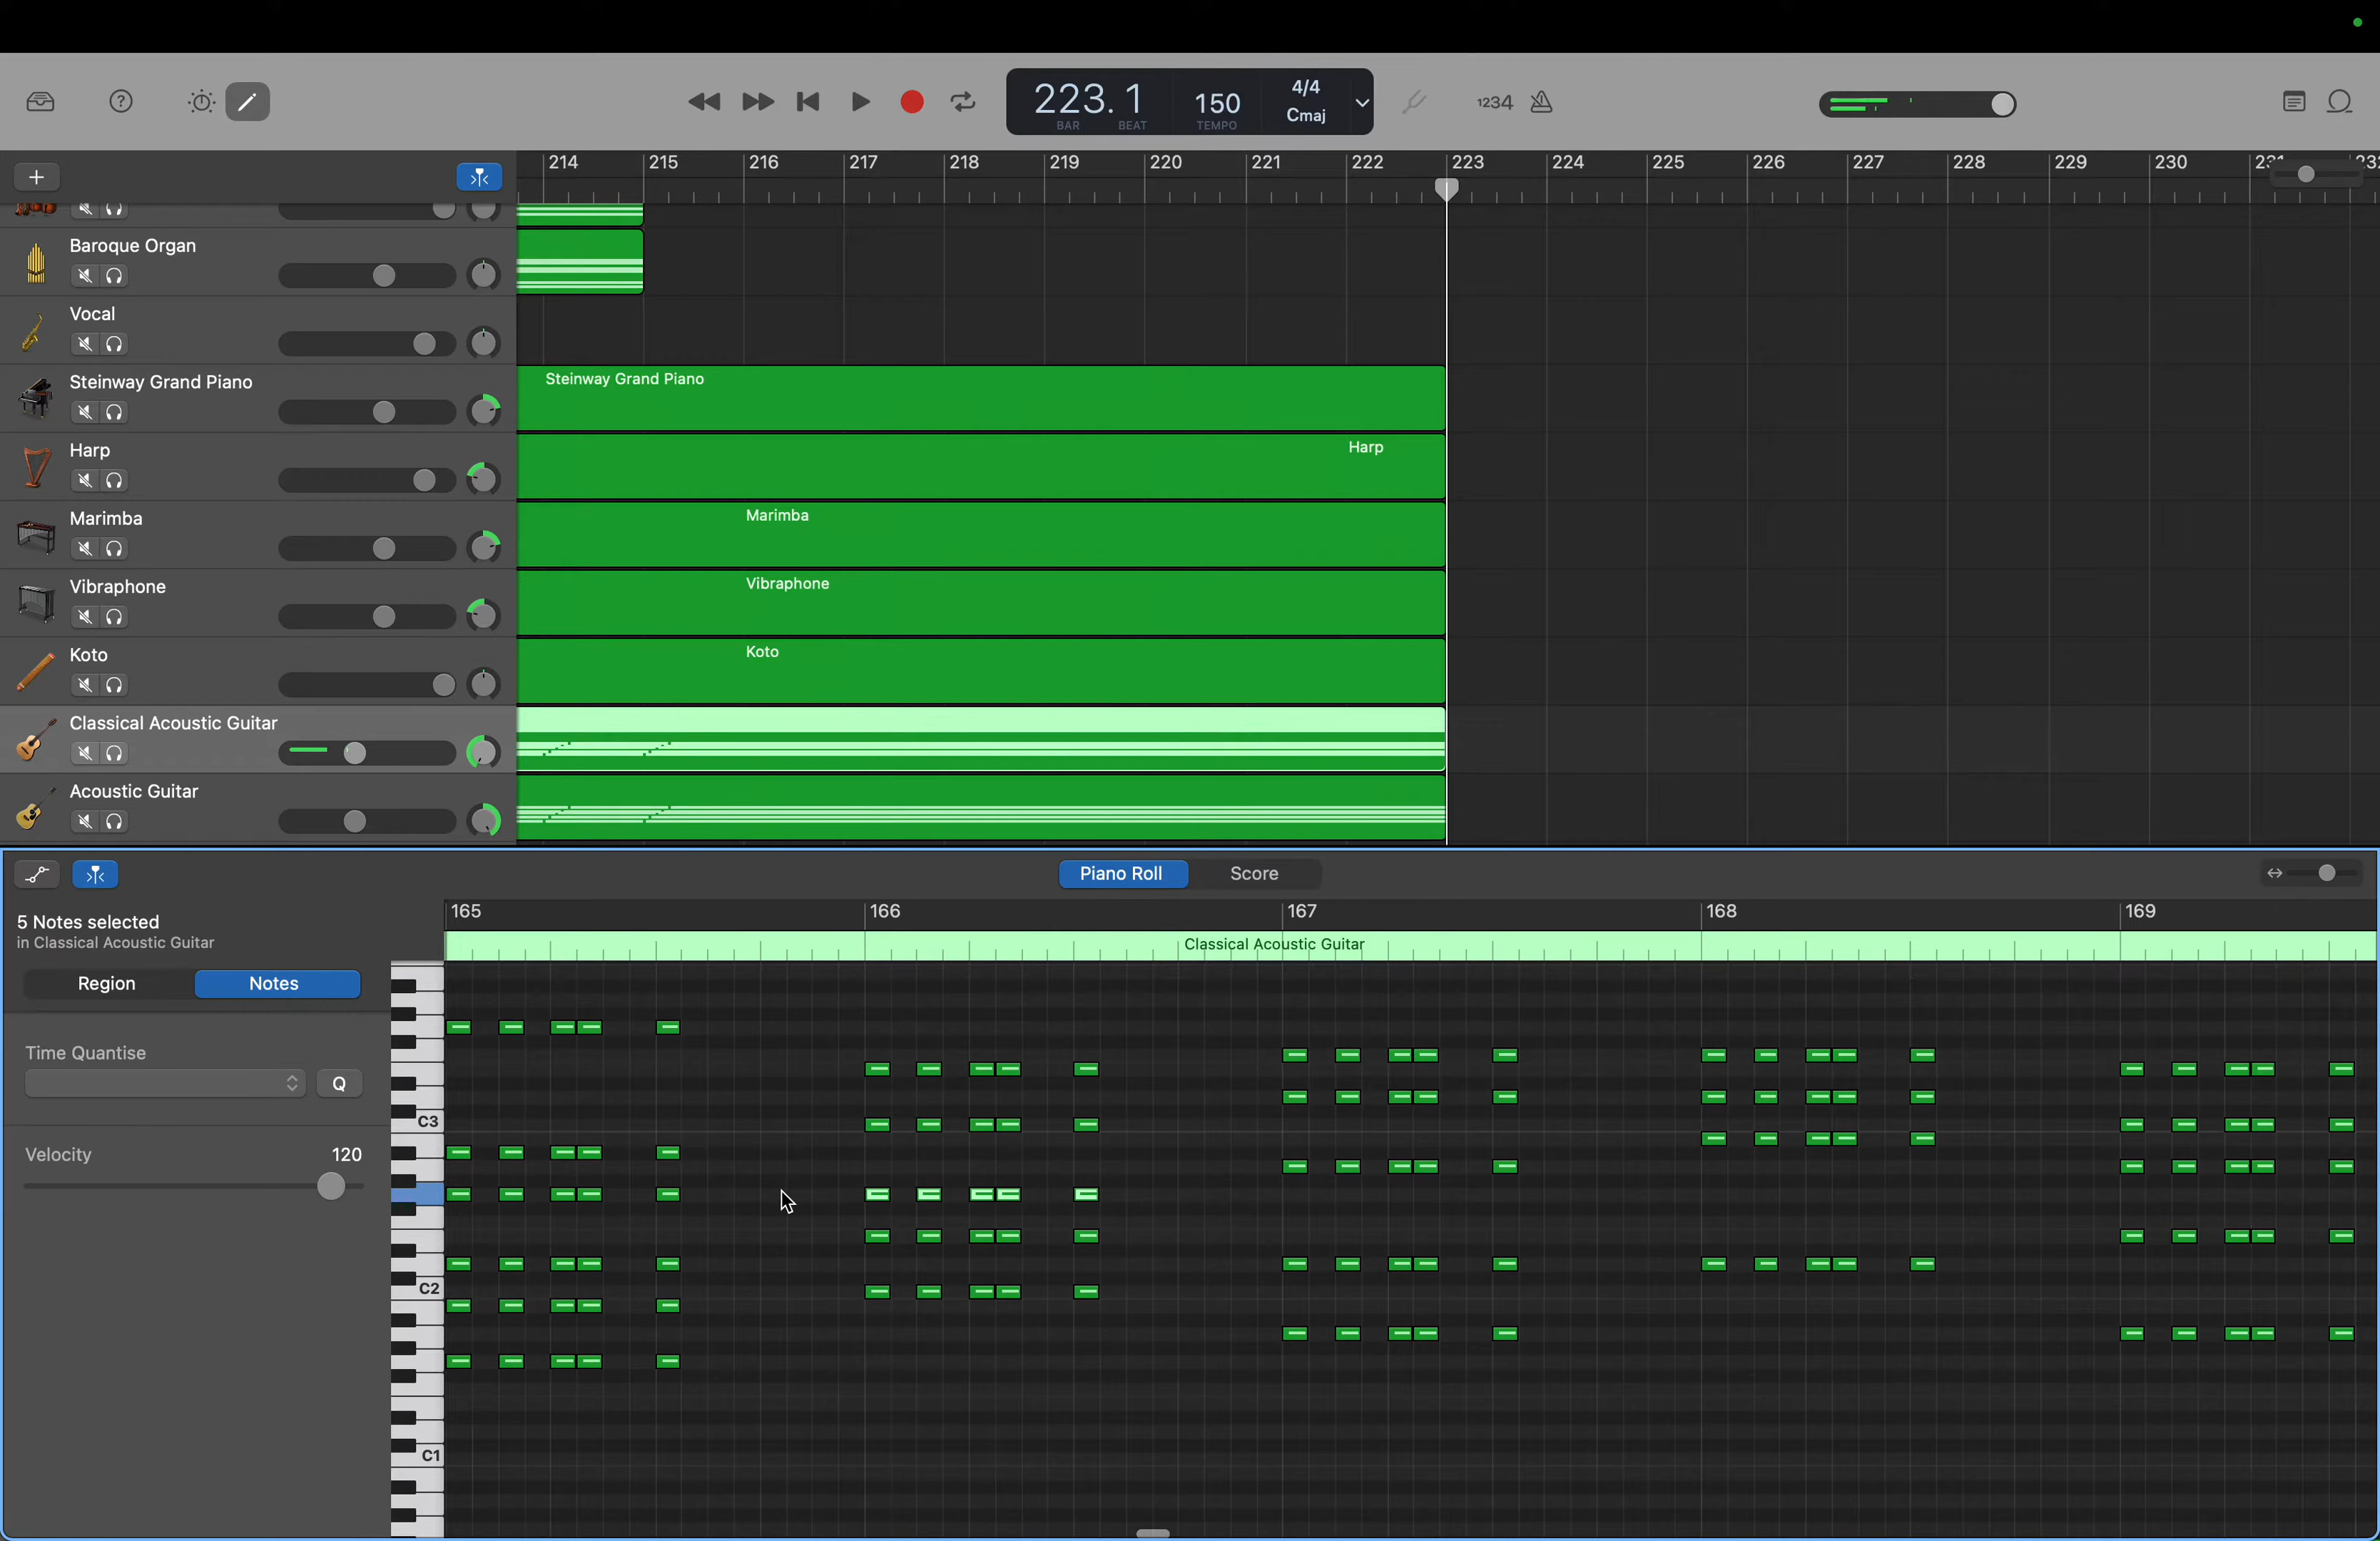 223. 1
BAR
BEAT
150
TEMPO
4/4
Cmaj
1234
214 215 216 217 218 219 220 221 222 223 224 225 226 227 228 229 230
Baroque Organ
Vocal
Steinway Grand Piano
Steinway Grand Piano
Harp
Harp
Marimba
Marimba
Vibraphone
Vibraphone
Koto
Koto
Classical Acoustic Guitar
Acoustic Guitar
Piano Roll
Score
5 Notes selected
in Classical Acoustic Guitar
165 166 167 168 169
Classical Acoustic Guitar
Region
Notes
Time Quantise
Q
Velocity
120
C3
C2
C1